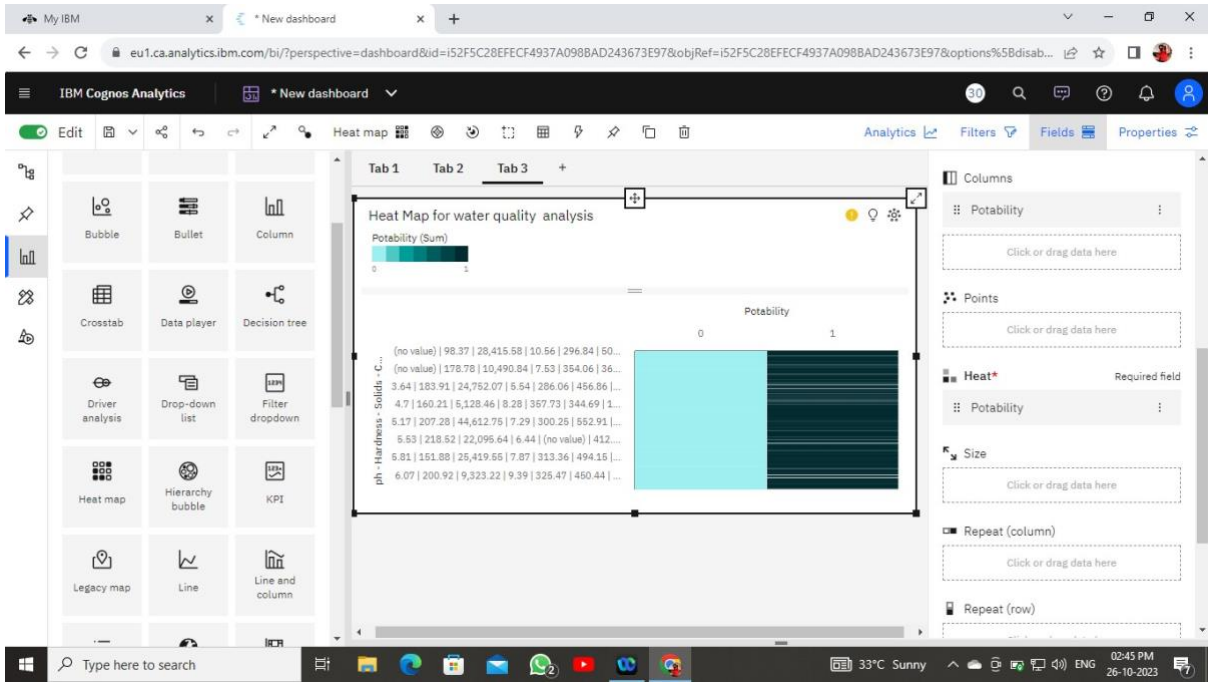 My IBM
* New dashboard
eu1.ca.analytics.ibm.com/bi/?perspective=dashboard&id=i52F5C28EFECF4937A098BAD243673E97&objRef=i52F5C28EFECF4937A098BAD243673E97&options%5Bdisab...
IBM Cognos Analytics
* New dashboard
30
Edit
Heat map
Analytics
Filters
Fields
Properties
Tab 1
Tab 2
Tab 3
Bubble
Bullet
Column
Crosstab
Data player
Decision tree
Driver
analysis
Drop-down
list
Filter
dropdown
Heat map
Hierarchy
bubble
KPI
Legacy map
Line
Line and
column
Heat Map for water quality analysis
Potability (Sum)
0 1
Potability
0 1
ph - Hardness - Solids - C...
(no value) | 98.37 | 28,415.58 | 10.56 | 296.84 | 50...
(no value) | 178.78 | 10,490.84 | 7.53 | 354.06 | 36...
3.64 | 183.91 | 24,752.07 | 5.54 | 286.06 | 456.86 |...
4.7 | 160.21 | 5,128.46 | 8.28 | 357.73 | 344.69 | 1...
5.17 | 207.28 | 44,612.75 | 7.29 | 300.25 | 552.91 |...
5.53 | 218.52 | 22,095.64 | 6.44 | (no value) | 412....
5.81 | 151.88 | 25,419.55 | 7.87 | 313.36 | 494.15 |...
6.07 | 200.92 | 9,323.22 | 9.39 | 325.47 | 450.44 |...
Columns
Potability
Click or drag data here
Points
Click or drag data here
Heat*
Required field
Potability
Size
Click or drag data here
Repeat (column)
Click or drag data here
Repeat (row)
Type here to search
33°C Sunny
ENG
02:45 PM
26-10-2023